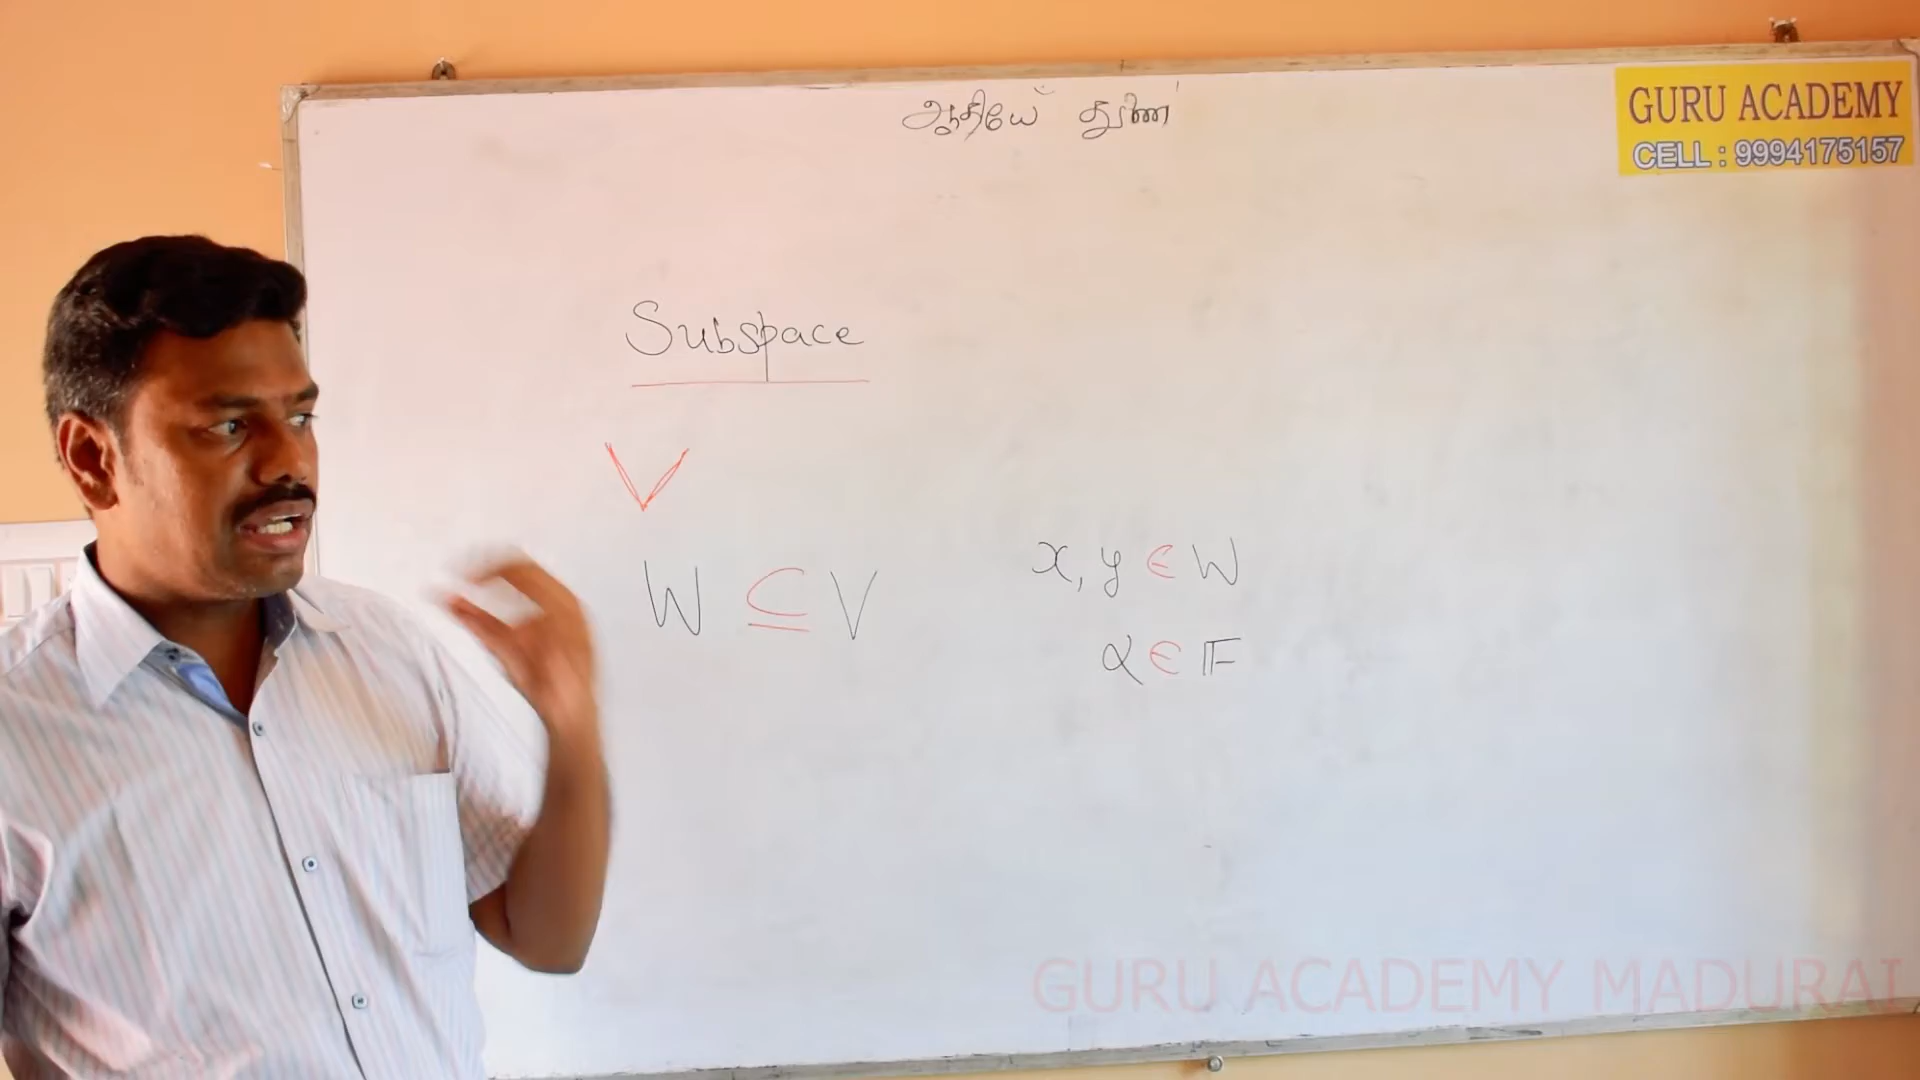 ஆதியே துணை
GURU ACADEMY
CELL : 9994175157
Subspace
V
W ⊆ V
x, y ∈ W
α ∈ F
GURU ACADEMY MADURAI